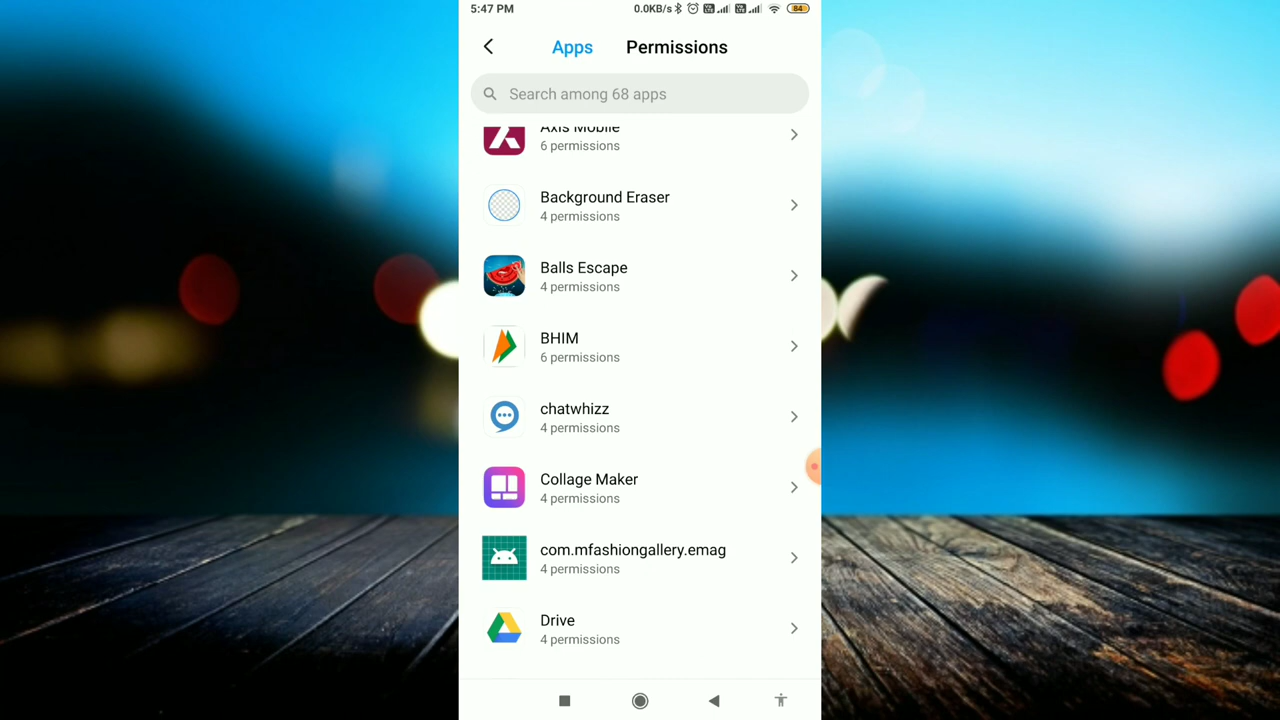 5:47 PM 0.0KB/s 84
Apps Permissions
Search among 68 apps
Axis Mobile
6 permissions
Background Eraser
4 permissions
Balls Escape
4 permissions
BHIM
6 permissions
chatwhizz
4 permissions
Collage Maker
4 permissions
com.mfashiongallery.emag
4 permissions
Drive
4 permissions